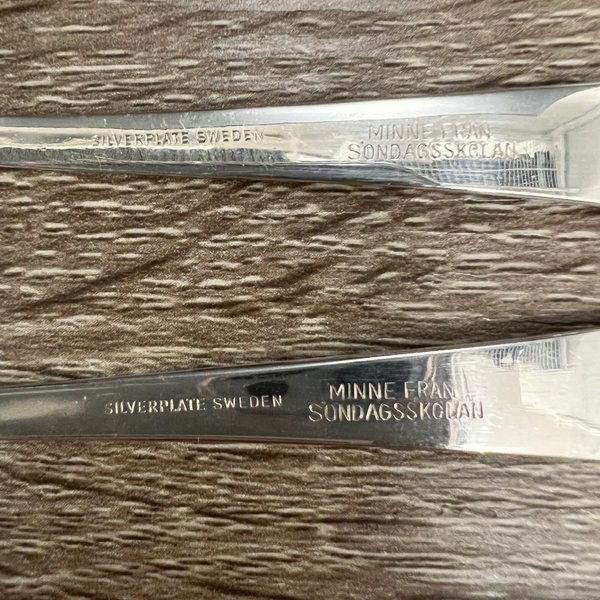 SILVERPLATE SWEDEN
MINNE FRAN
SONDAGSSKOLAN
SILVERPLATE SWEDEN
MINNE FRAN
SONDAGSSKOLAN